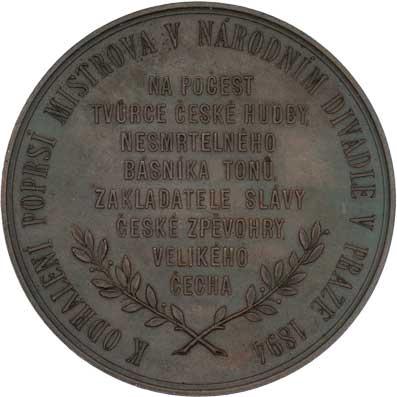 K ODHALENÍ POPRSÍ MISTROVA V NÁRODNÍM DIVADLE V PRAZE 1894
NA POČEST
TVŮRCE ČESKÉ HUDBY,
NESMRTELNÉHO
BÁSNÍKA TONŮ,
ZAKLADATELE SLÁVY
ČESKÉ ZPĚVOHRY,
VELIKÉHO
ČECHA